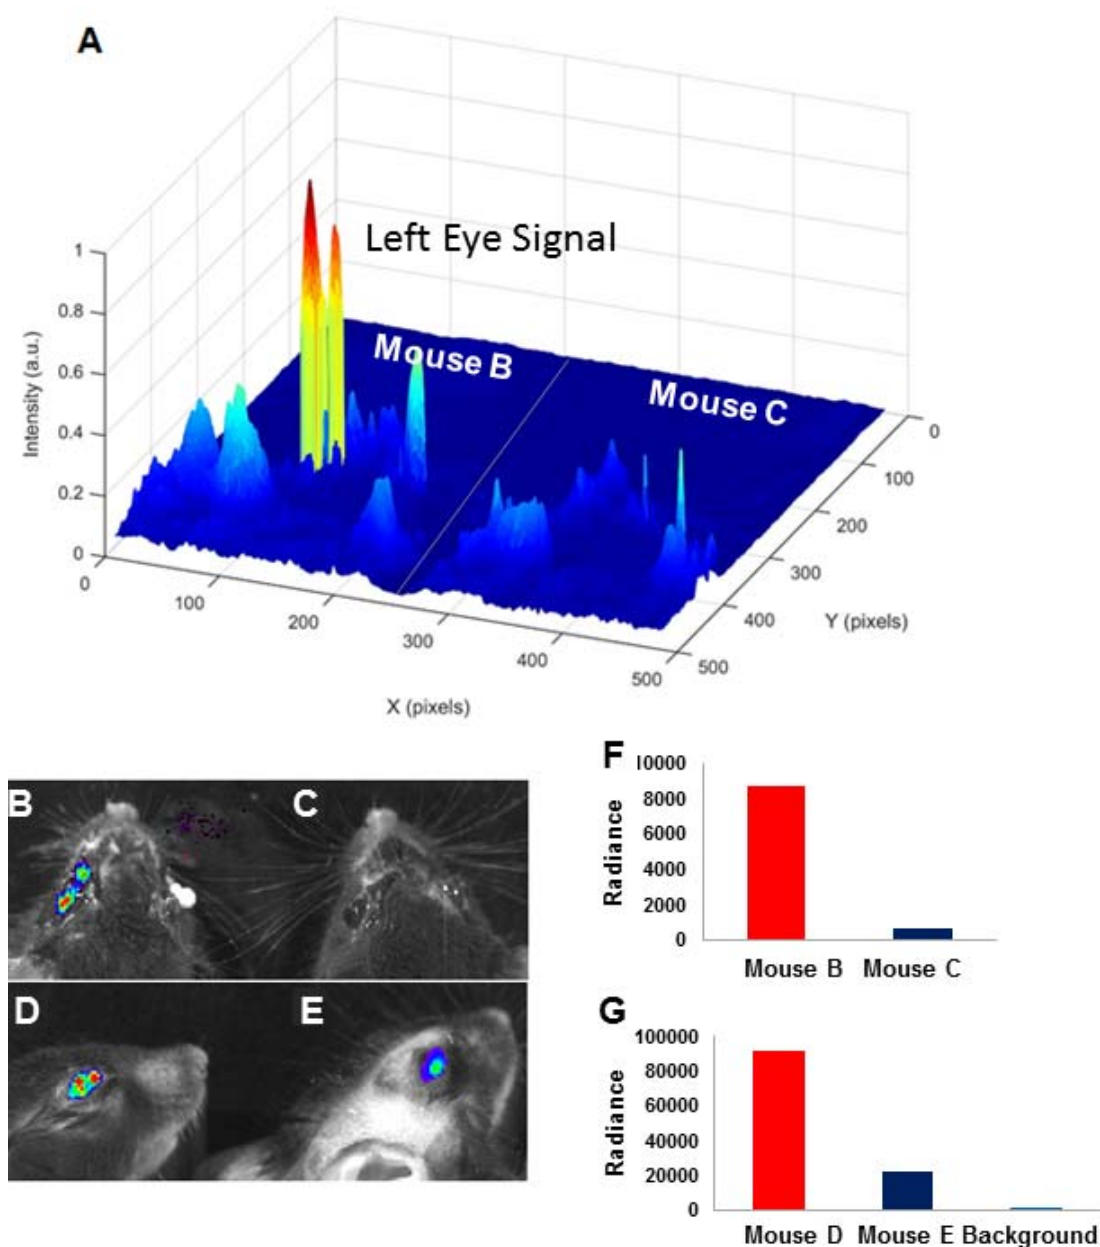 A
Left Eye Signal
Mouse B
Mouse C
Intensity (a.u.)
1
0.8
0.6
0.4
0.2
0
0
100
200
300
400
500
X (pixels)
0
100
200
300
400
500
Y (pixels)
B
C
D
E
F
10000
8000
6000
4000
2000
0
Radiance
Mouse B Mouse C
G
100000
80000
60000
40000
20000
0
Radiance
Mouse D Mouse E Background